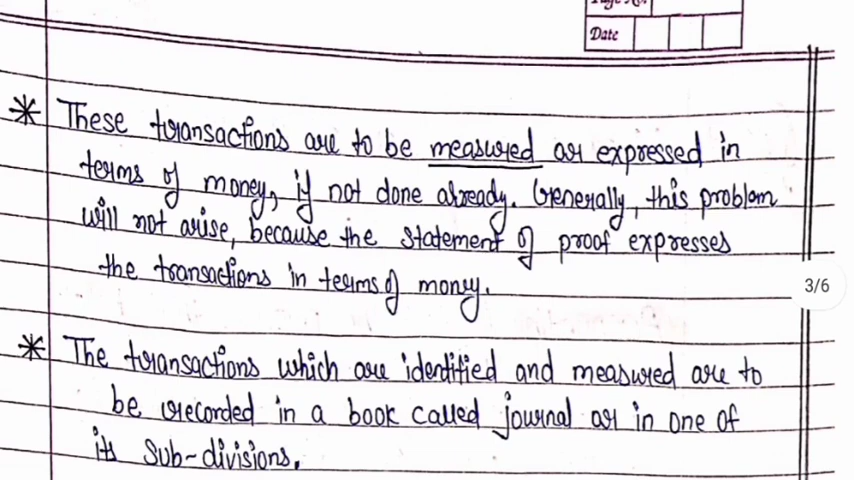 Page No.
Date
* These transactions are to be measured or expressed in
terms of money, if not done already. Generally, this problem
will not arise, because the statement of proof expresses
the transactions in terms of money.
3/6
* The transactions which are identified and measured are to
be recorded in a book called journal or in one of
its sub-divisions.